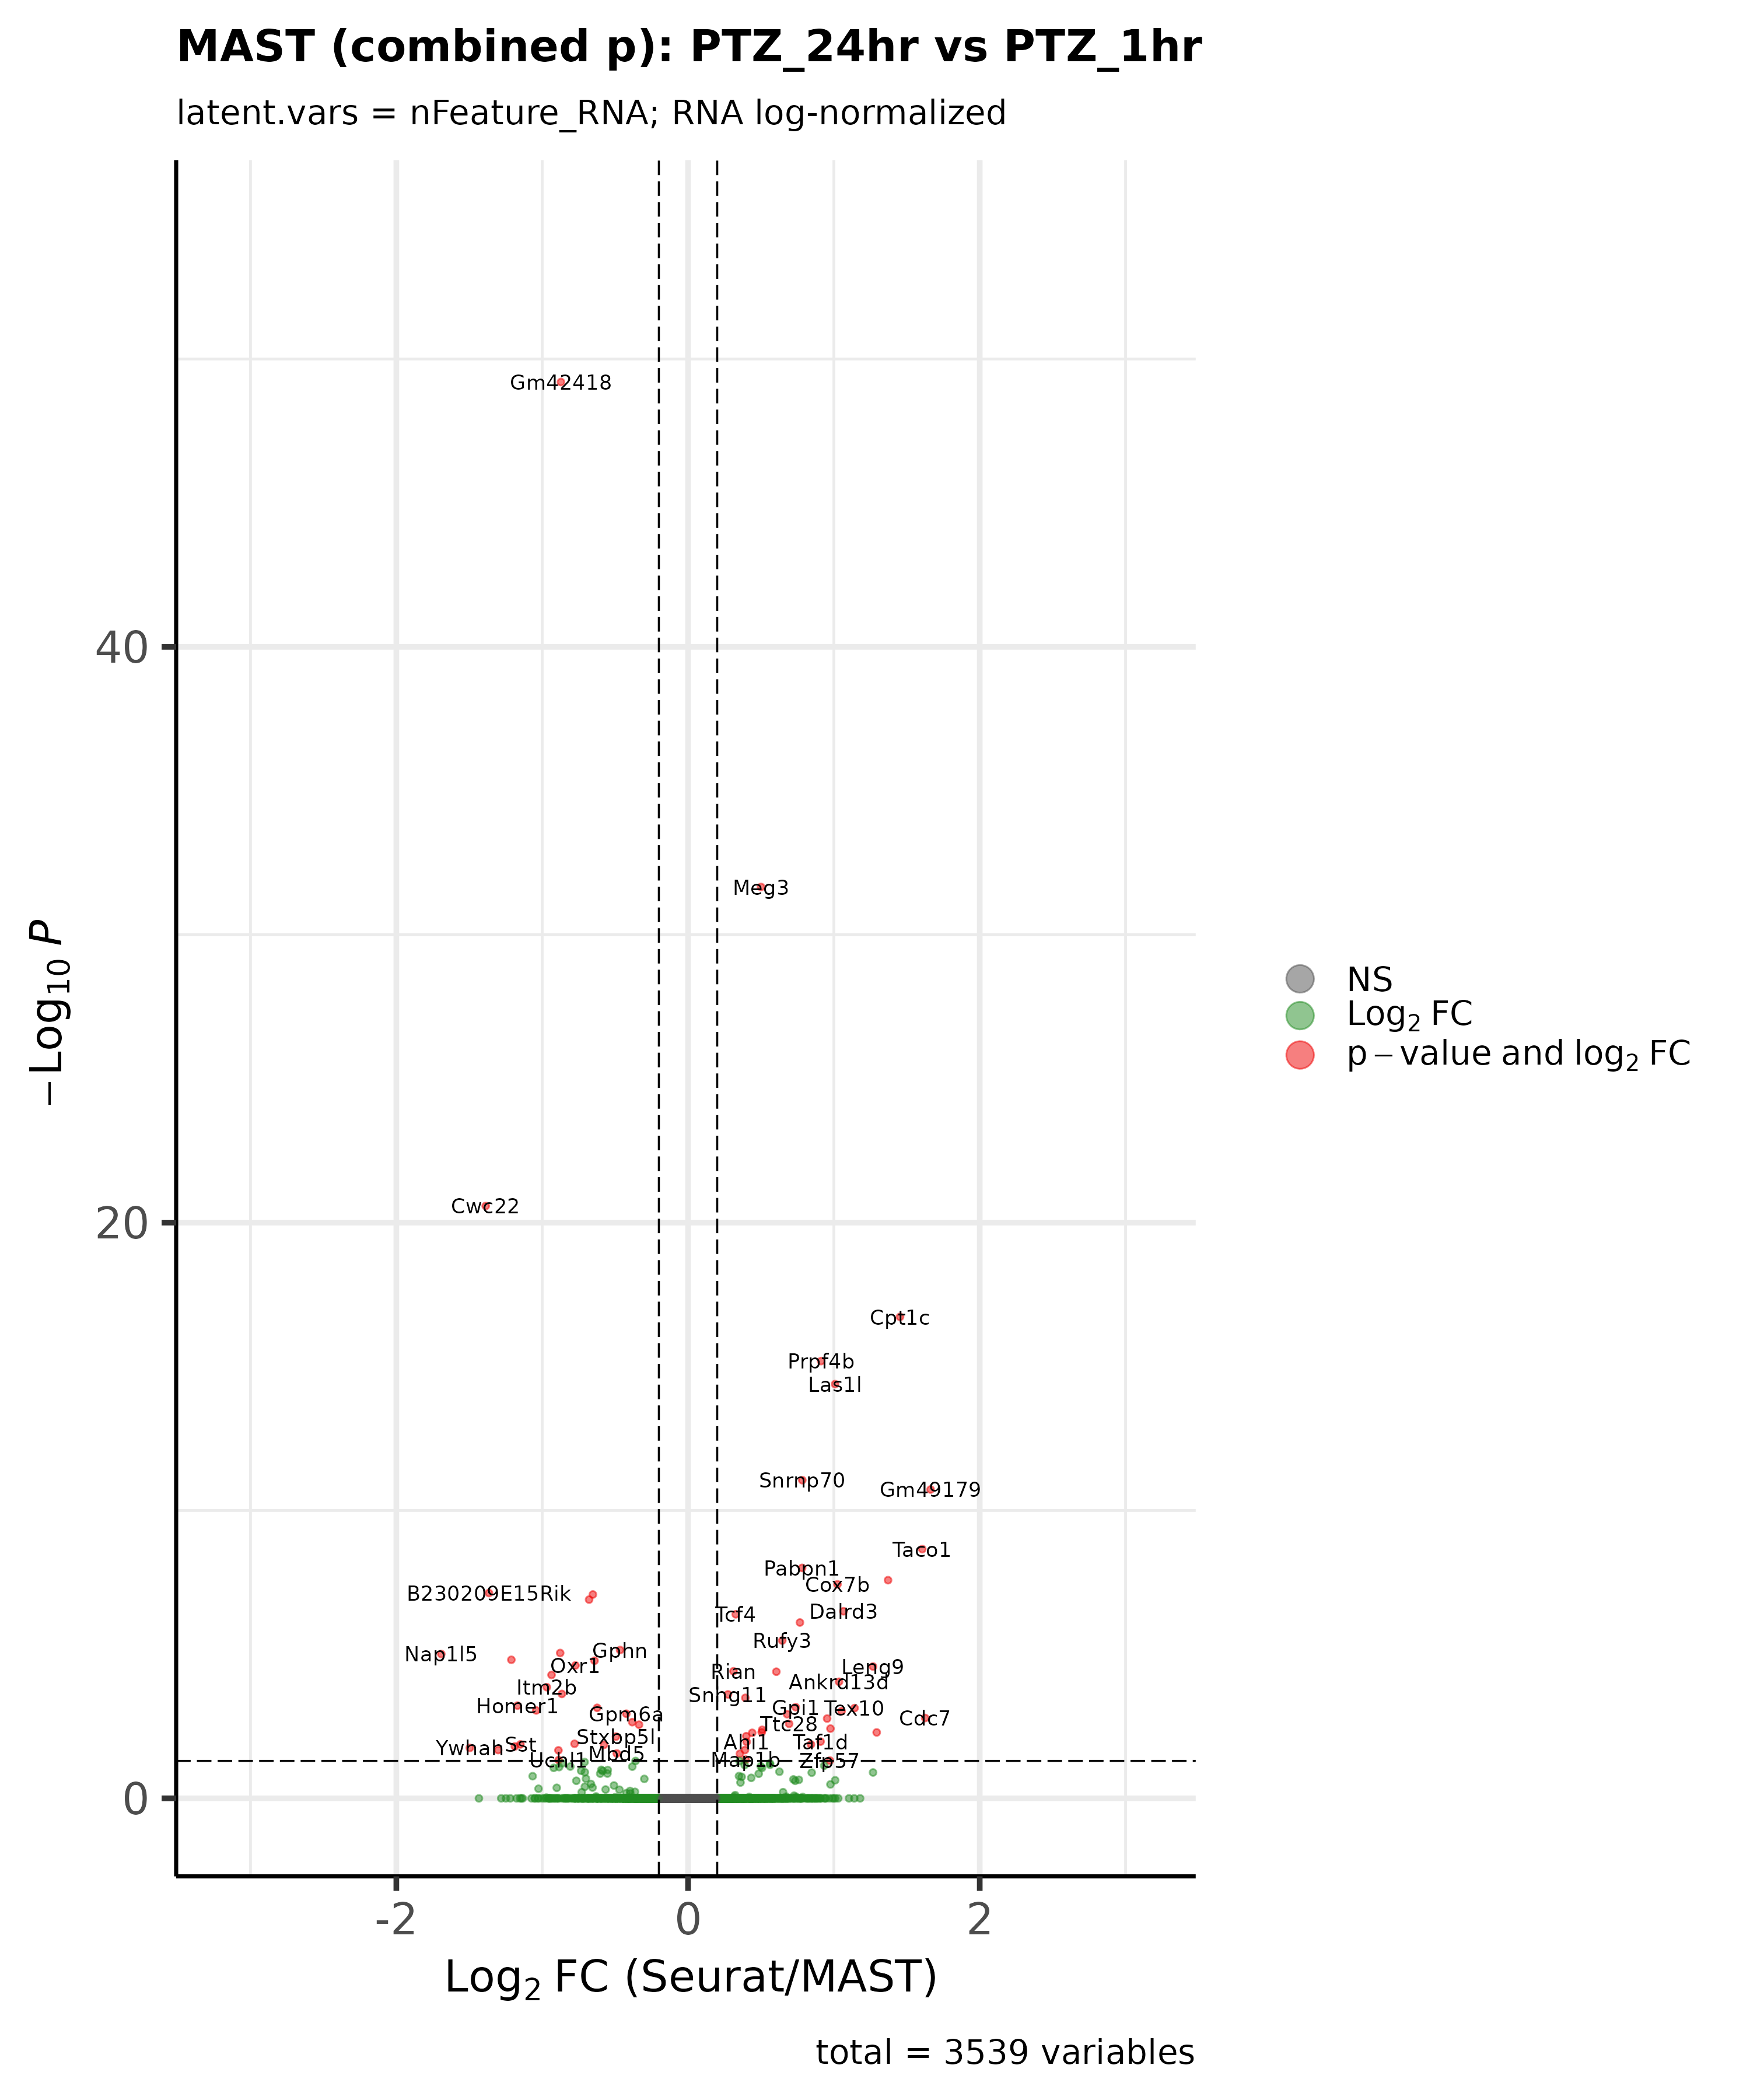 MAST (combined p): PTZ_24hr vs PTZ_1hr
latent.vars = nFeature_RNA; RNA log-normalized
Gm42418
40
Meg3
−Log₁₀ P
NS
Log₂ FC
p−value and log₂ FC
Cwc22
20
Cpt1c
Prpf4b
Las1l
Snrnp70
Gm49179
Taco1
Pabpn1
Cox7b
B230209E15Rik
Tcf4
Dalrd3
Rufy3
Gphn
Nap1l5
Oxr1
Leng9
Rian
Ankrd13d
Itm2b
Snhg11
Homer1
Gpi1
Tex10
Gpm6a
Cdc7
Ttc28
Stxbp5l
Ahi1
Taf1d
Ywhah
Sst
Mbd5
Uchl1
Map1b
Zfp57
0
-2
0
2
Log₂ FC (Seurat/MAST)
total = 3539 variables